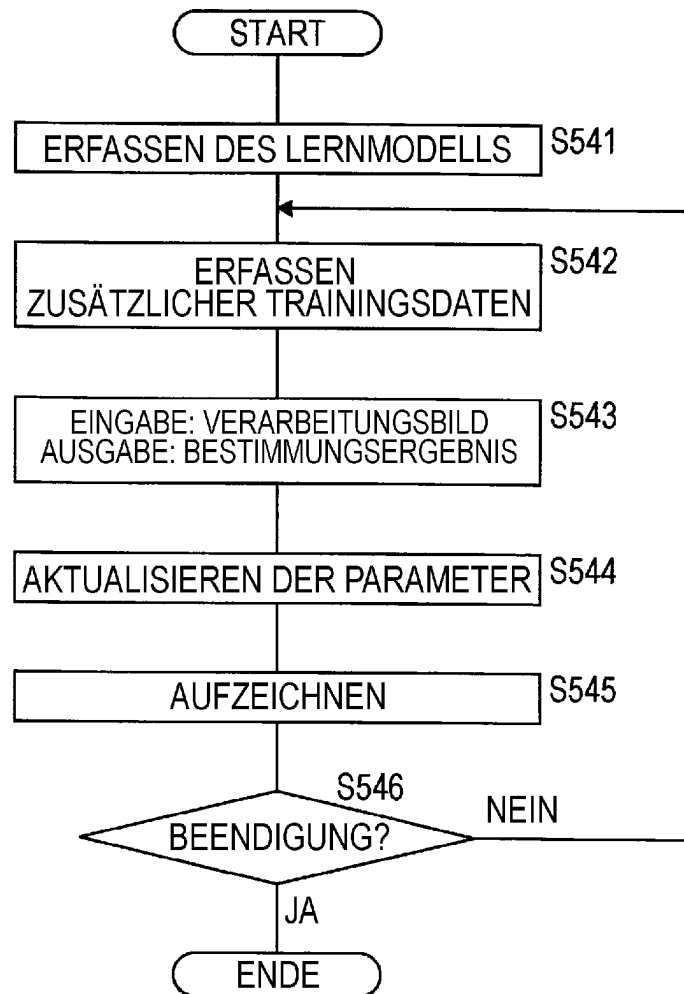 START
ERFASSEN DES LERNMODELLS
S541
ERFASSEN
ZUSÄTZLICHER TRAININGSDATEN
S542
EINGABE: VERARBEITUNGSBILD
AUSGABE: BESTIMMUNGSERGEBNIS
S543
AKTUALISIEREN DER PARAMETER
S544
AUFZEICHNEN
S545
S546
BEENDIGUNG?
NEIN
JA
ENDE